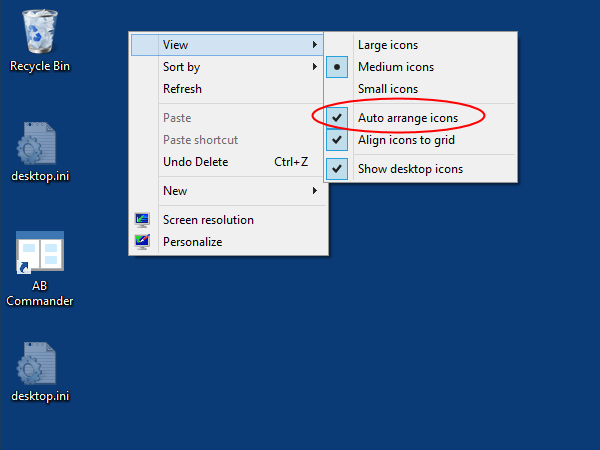 Recycle Bin
desktop.ini
AB
Commander
desktop.ini
View
Sort by
Refresh
Paste
Paste shortcut
Undo Delete Ctrl+Z
New
Screen resolution
Personalize
Large icons
Medium icons
Small icons
Auto arrange icons
Align icons to grid
Show desktop icons